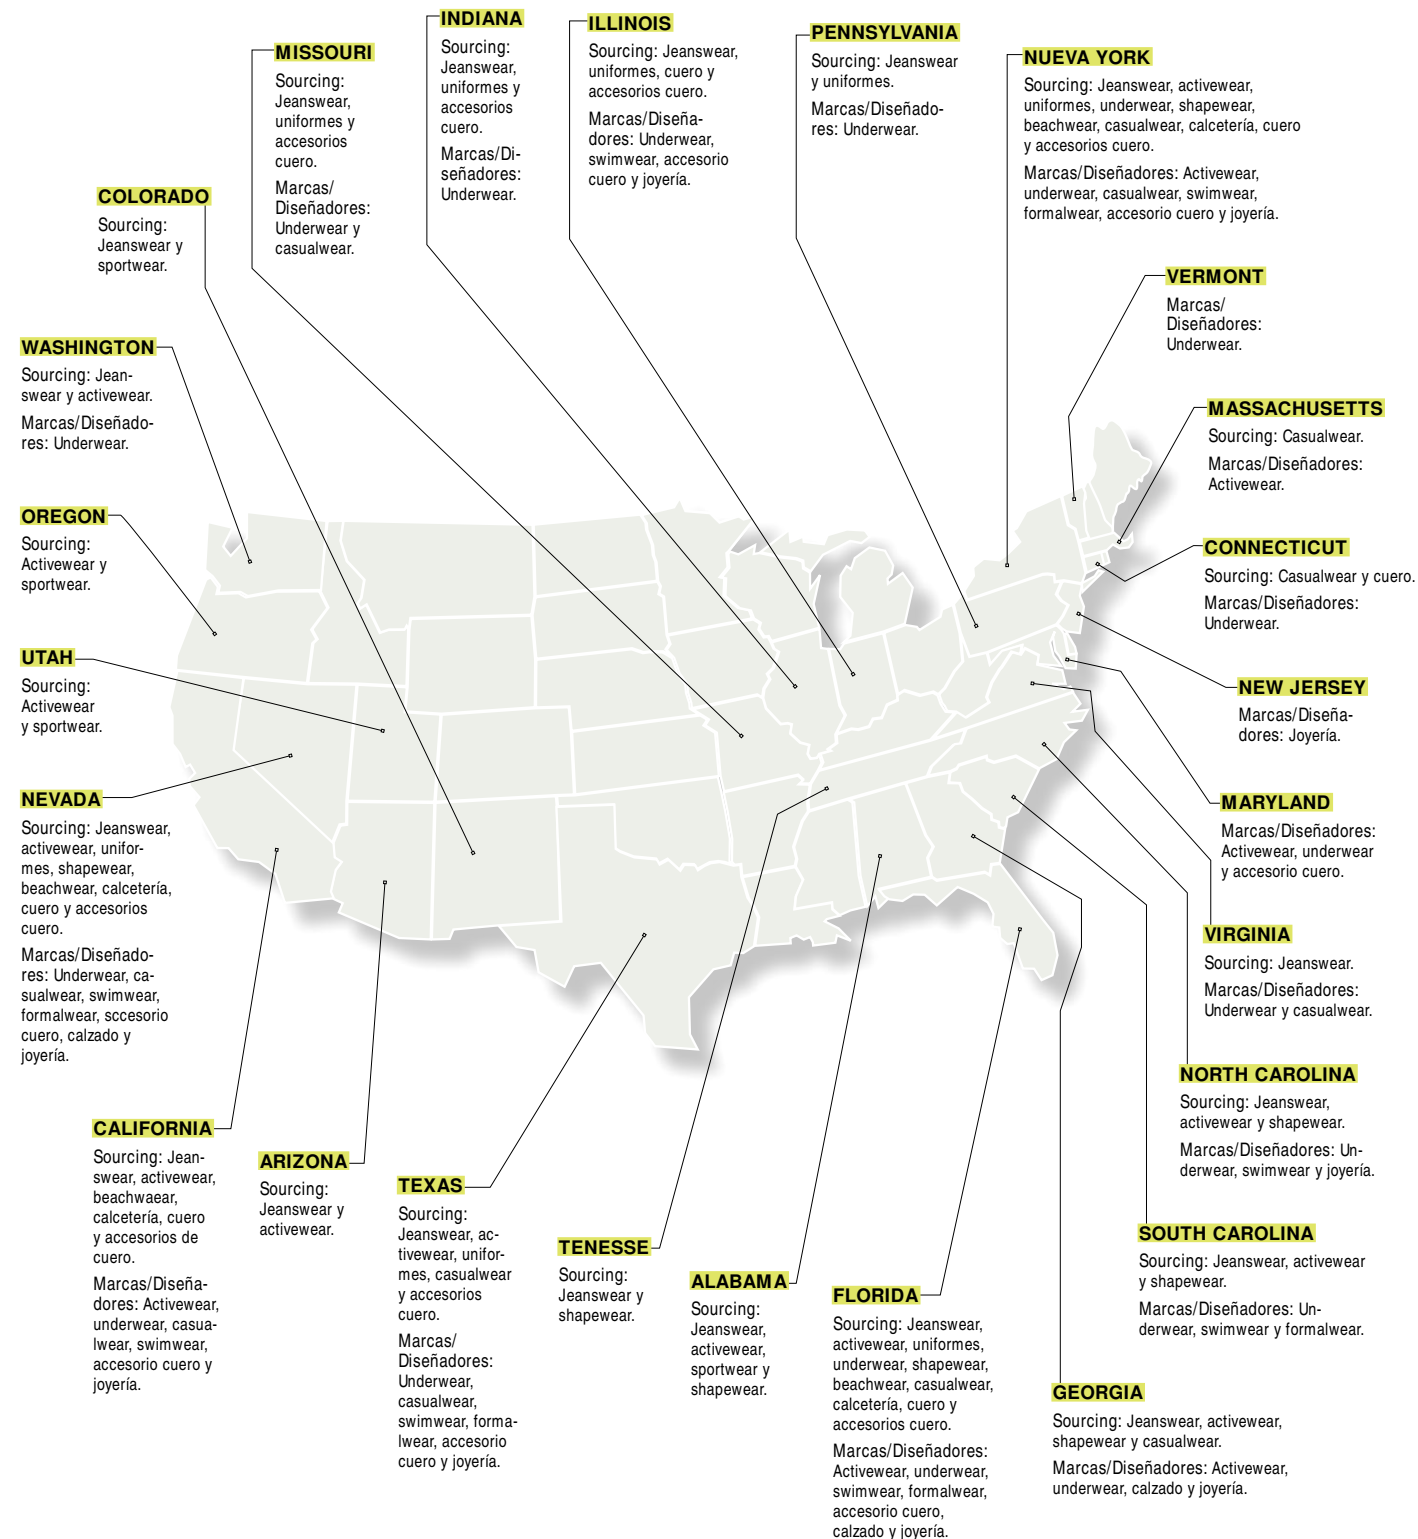 INDIANA
Sourcing:
Jeanswear,
uniformes y
accesorios
cuero.
Marcas/Di-
señadores:
Underwear.
ILLINOIS
Sourcing: Jeanswear,
uniformes, cuero y
accesorios cuero.
Marcas/Diseña-
dores: Underwear,
swimwear, accesorio
cuero y joyería.
PENNSYLVANIA
Sourcing: Jeanswear
y uniformes.
Marcas/Diseñado-
res: Underwear.
MISSOURI
Sourcing:
Jeanswear,
uniformes y
accesorios
cuero.
Marcas/
Diseñadores:
Underwear y
casualwear.
NUEVA YORK
Sourcing: Jeanswear, activewear,
uniformes, underwear, shapewear,
beachwear, casualwear, calcetería, cuero
y accesorios cuero.
Marcas/Diseñadores: Activewear,
underwear, casualwear, swimwear,
formalwear, accesorio cuero y joyería.
COLORADO
Sourcing:
Jeanswear y
sportwear.
VERMONT
Marcas/
Diseñadores:
Underwear.
WASHINGTON
Sourcing: Jean-
swear y activewear.
Marcas/Diseñado-
res: Underwear.
MASSACHUSETTS
Sourcing: Casualwear.
Marcas/Diseñadores:
Activewear.
OREGON
Sourcing:
Activewear y
sportwear.
CONNECTICUT
Sourcing: Casualwear y cuero.
Marcas/Diseñadores:
Underwear.
UTAH
Sourcing:
Activewear
y sportwear.
NEW JERSEY
Marcas/Diseña-
dores: Joyería.
NEVADA
Sourcing: Jeanswear,
activewear, unifor-
mes, shapewear,
beachwear, calcetería,
cuero y accesorios
cuero.
Marcas/Diseñado-
res: Underwear, ca-
sualwear, swimwear,
formalwear, sccesorio
cuero, calzado y
joyería.
MARYLAND
Marcas/Diseñadores:
Activewear, underwear
y accesorio cuero.
VIRGINIA
Sourcing: Jeanswear.
Marcas/Diseñadores:
Underwear y casualwear.
NORTH CAROLINA
Sourcing: Jeanswear,
activewear y shapewear.
Marcas/Diseñadores: Un-
derwear, swimwear y joyería.
CALIFORNIA
Sourcing: Jean-
swear, activewear,
beachwaear,
calcetería, cuero
y accesorios de
cuero.
Marcas/Diseña-
dores: Activewear,
underwear, casua-
lwear, swimwear,
accesorio cuero y
joyería.
ARIZONA
Sourcing:
Jeanswear y
activewear.
TEXAS
Sourcing:
Jeanswear, ac-
tivewear, unifor-
mes, casualwear
y accesorios
cuero.
Marcas/
Diseñadores:
Underwear,
casualwear,
swimwear, forma-
lwear, accesorio
cuero y joyería.
TENESSE
Sourcing:
Jeanswear y
shapewear.
ALABAMA
Sourcing:
Jeanswear,
activewear,
sportwear y
shapewear.
FLORIDA
Sourcing: Jeanswear,
activewear, uniformes,
underwear, shapewear,
beachwear, casualwear,
calcetería, cuero y
accesorios cuero.
Marcas/Diseñadores:
Activewear, underwear,
swimwear, formalwear,
accesorio cuero,
calzado y joyería.
SOUTH CAROLINA
Sourcing: Jeanswear, activewear
y shapewear.
Marcas/Diseñadores: Un-
derwear, swimwear y formalwear.
GEORGIA
Sourcing: Jeanswear, activewear,
shapewear y casualwear.
Marcas/Diseñadores: Activewear,
underwear, calzado y joyería.